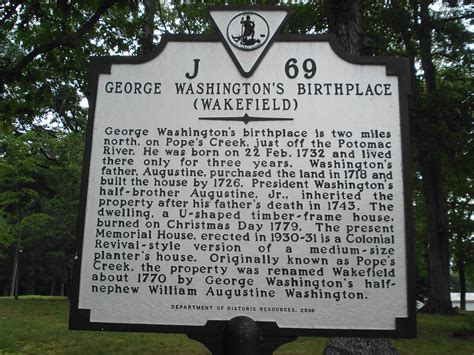 J 69
GEORGE WASHINGTON'S BIRTHPLACE
(WAKEFIELD)
George Washington's birthplace is two miles
north, on Pope's Creek, just off the Potomac
River. He was born on 22 Feb. 1732 and lived
there only for three years. Washington's
father, Augustine, purchased the land in 1718 and
built the house by 1726. President Washington's
half-brother Augustine, Jr., inherited the
property after his father's death in 1743. The
dwelling, a U-shaped timber-frame house,
burned on Christmas Day 1779. The present
Memorial House, erected in 1930-31 is a Colonial
Revival-style version of a medium-size
planter's house. Originally known as Pope's
Creek, the property was renamed Wakefield
about 1770 by George Washington's half-
nephew William Augustine Washington.
DEPARTMENT OF HISTORIC RESOURCES,